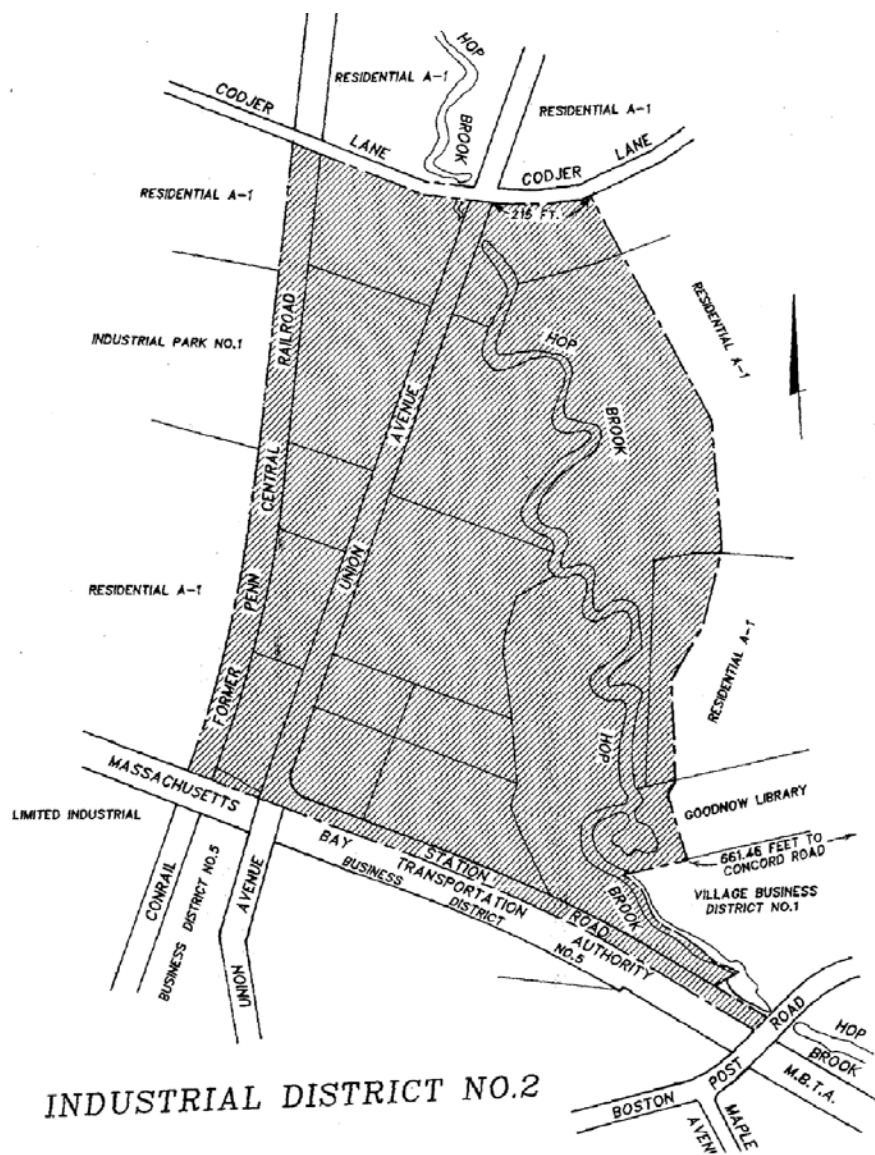 HOP
BROOK
RESIDENTIAL A-1
RESIDENTIAL A-1
CODJER
LANE
CODJER
LANE
RESIDENTIAL A-1
215 FT.
RAILROAD
INDUSTRIAL PARK NO.1
HOP
BROOK
RESIDENTIAL A-1
AVENUE
CENTRAL
UNION
PENN
RESIDENTIAL A-1
RESIDENTIAL A-1
FORMER
HOP
MASSACHUSETTS
LIMITED INDUSTRIAL
GOODNOW LIBRARY
661.46 FEET TO
CONCORD ROAD
BAY
STATION
TRANSPORTATION
BUSINESS
DISTRICT
NO.5
ROAD
AUTHORITY
BROOK
VILLAGE BUSINESS
DISTRICT NO.1
CONRAIL
BUSINESS DISTRICT NO.5
AVENUE
UNION
HOP
BROOK
M.B.T.A.
BOSTON
POST
ROAD
MAPLE
AVENU
INDUSTRIAL DISTRICT NO.2